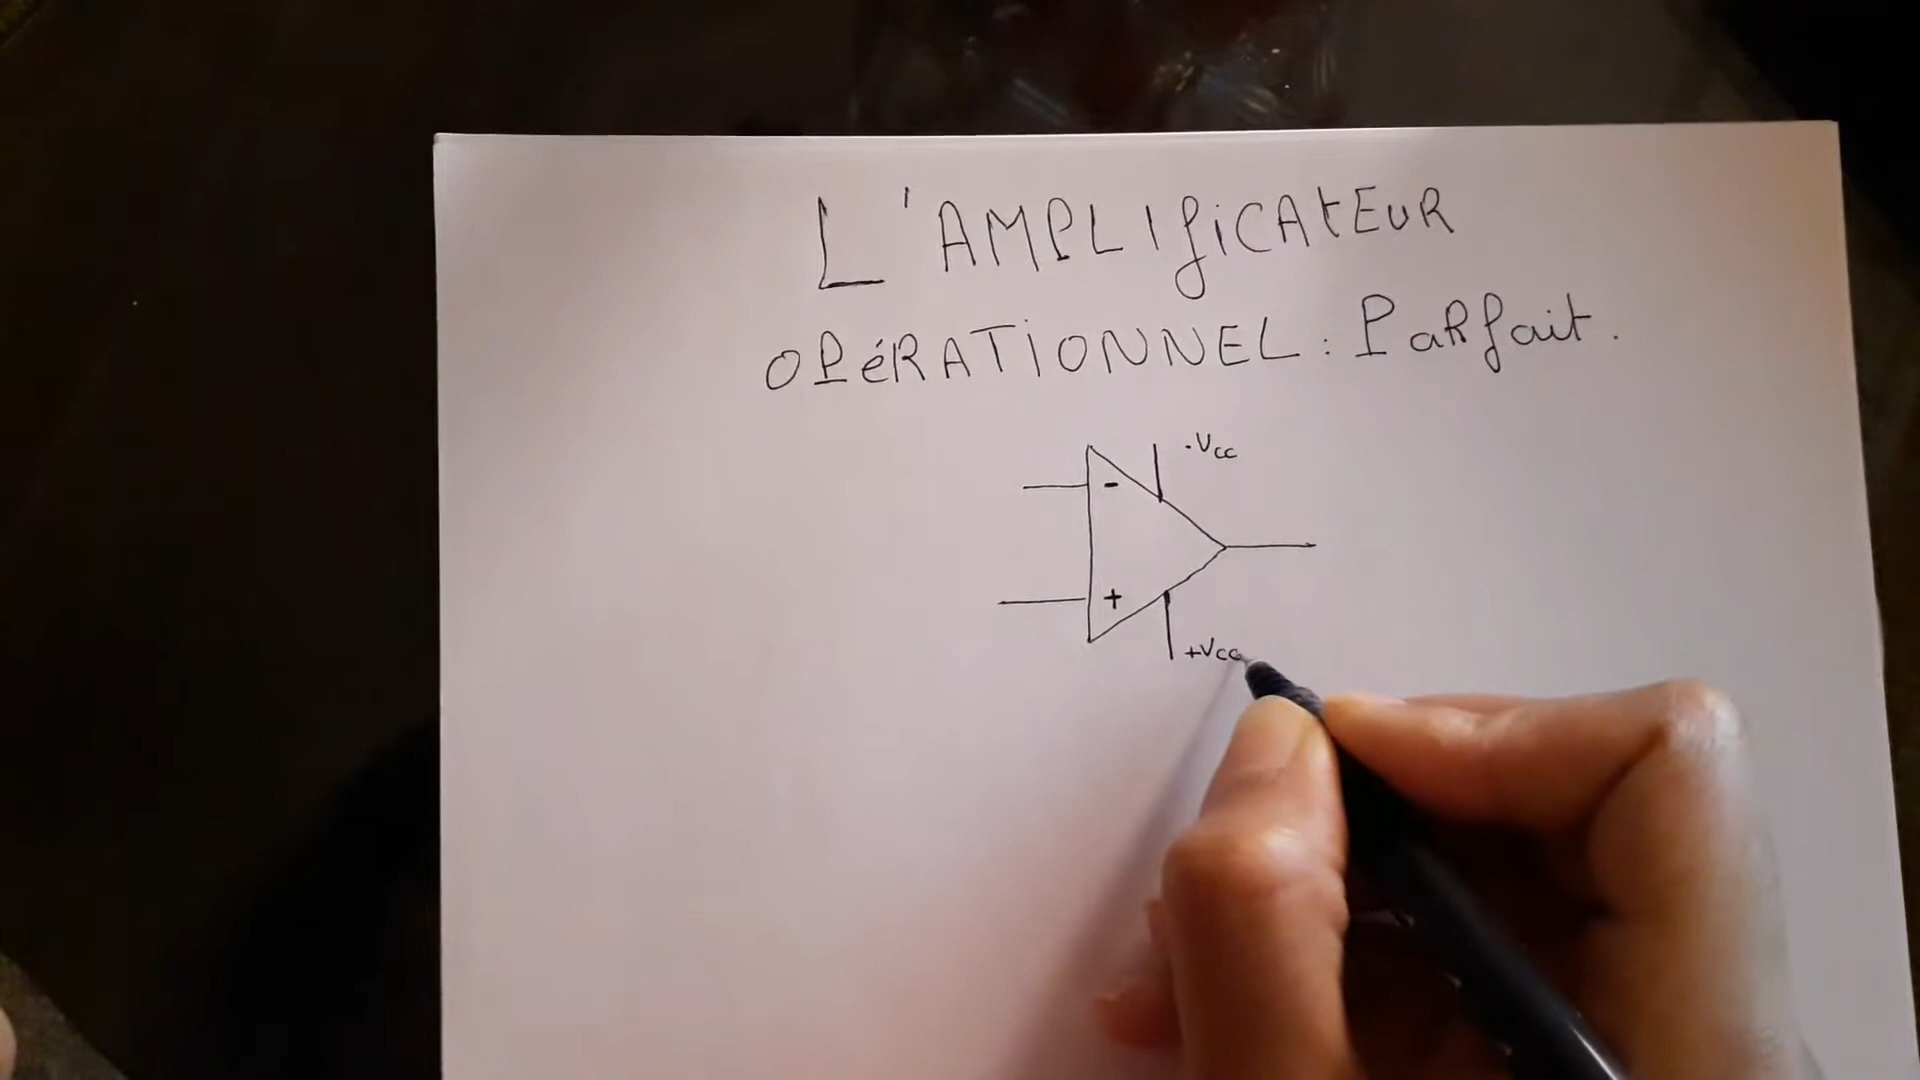 L'AMPLIfiCAtEUR
OPéRATIONNEL : Parfait.
-Vcc
-
+
+Vcc